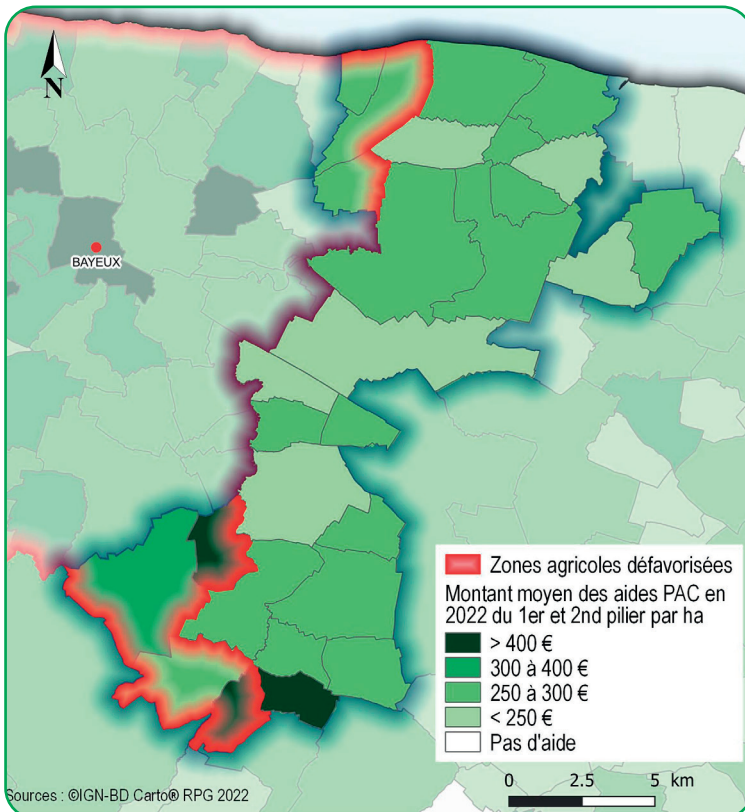 N
BAYEUX
Zones agricoles défavorisées
Montant moyen des aides PAC en
2022 du 1er et 2nd pilier par ha
> 400 €
300 à 400 €
250 à 300 €
< 250 €
Pas d'aide
0 2.5 5 km
Sources : ©IGN-BD Carto® RPG 2022